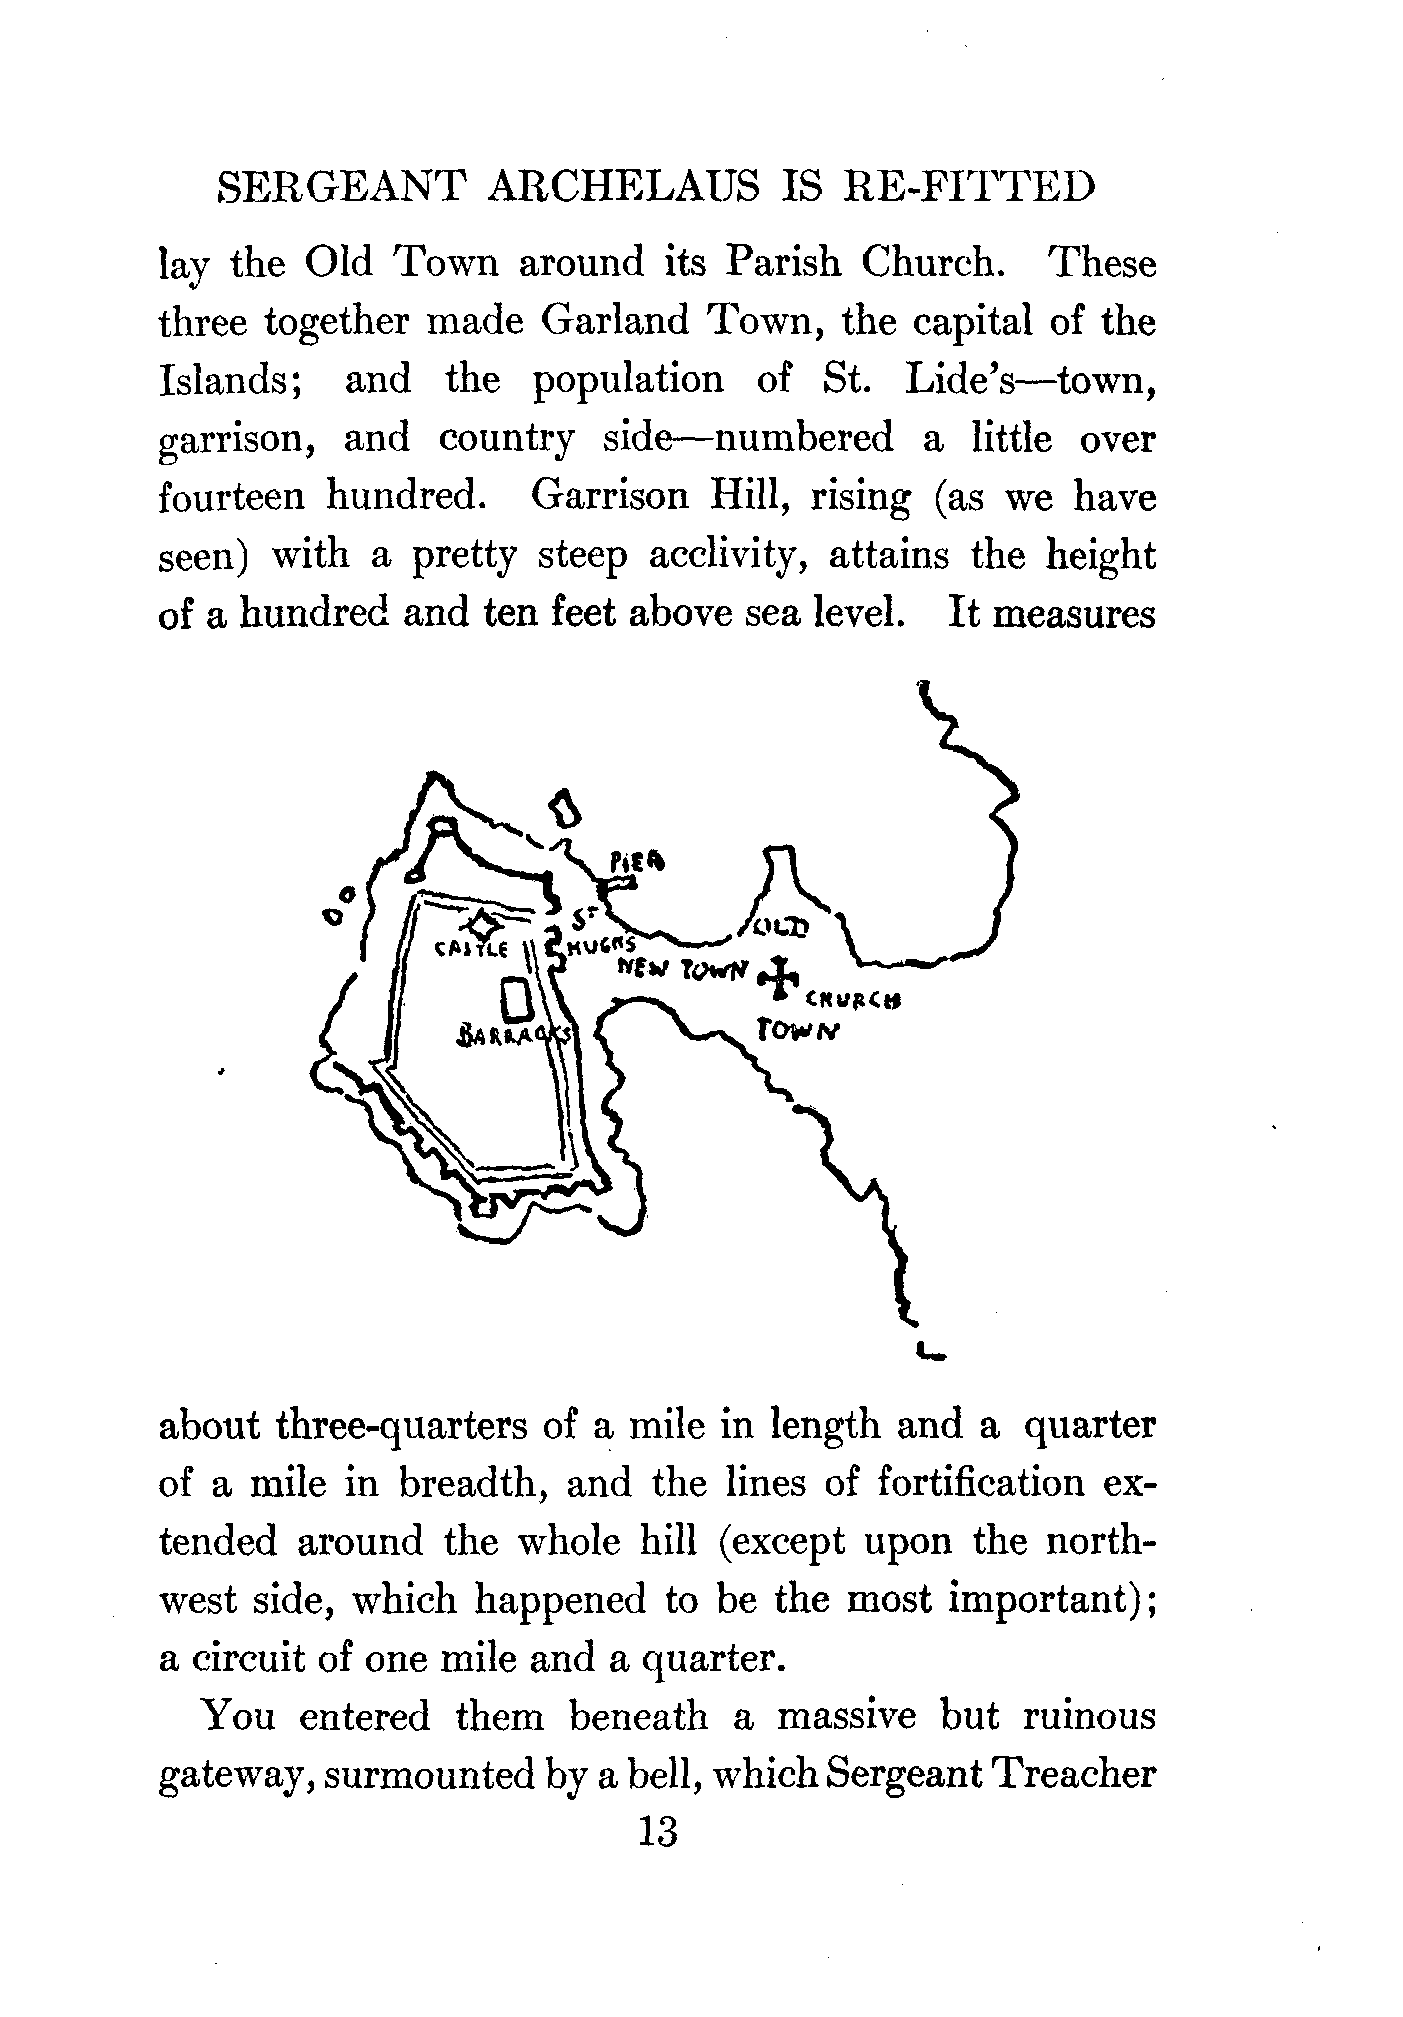 SERGEANT ARCHELAUS IS RE-FITTED
lay the Old Town around its Parish Church. These
three together made Garland Town, the capital of the
Islands; and the population of St. Lide's—town,
garrison, and country side—numbered a little over
fourteen hundred. Garrison Hill, rising (as we have
seen) with a pretty steep acclivity, attains the height
of a hundred and ten feet above sea level. It measures
PIER
ST
HUGH'S
CASTLE
OLD
NEW TOWN
CHURCH
BARRACKS
TOWN
about three-quarters of a mile in length and a quarter
of a mile in breadth, and the lines of fortification ex-
tended around the whole hill (except upon the north-
west side, which happened to be the most important);
a circuit of one mile and a quarter.
You entered them beneath a massive but ruinous
gateway, surmounted by a bell, which Sergeant Treacher
13